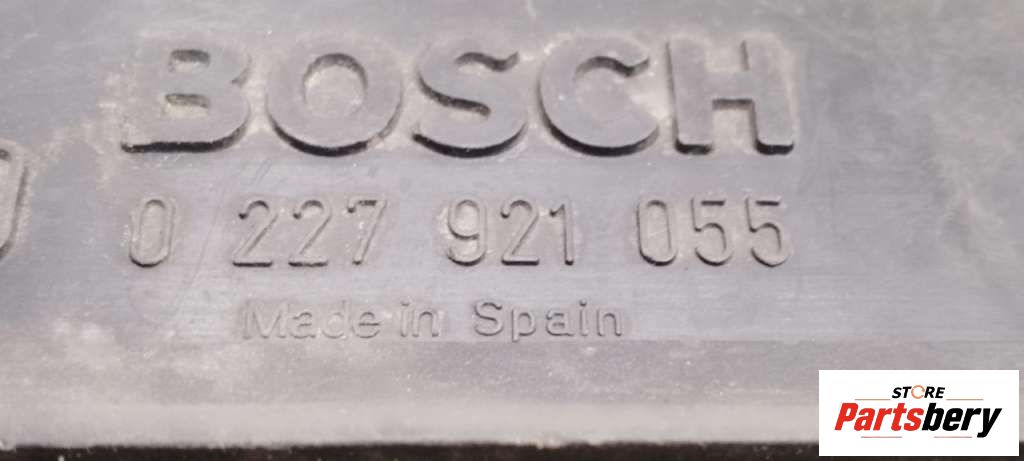 BOSCH
0 227 921 055
Made in Spain
STORE
Partsbery